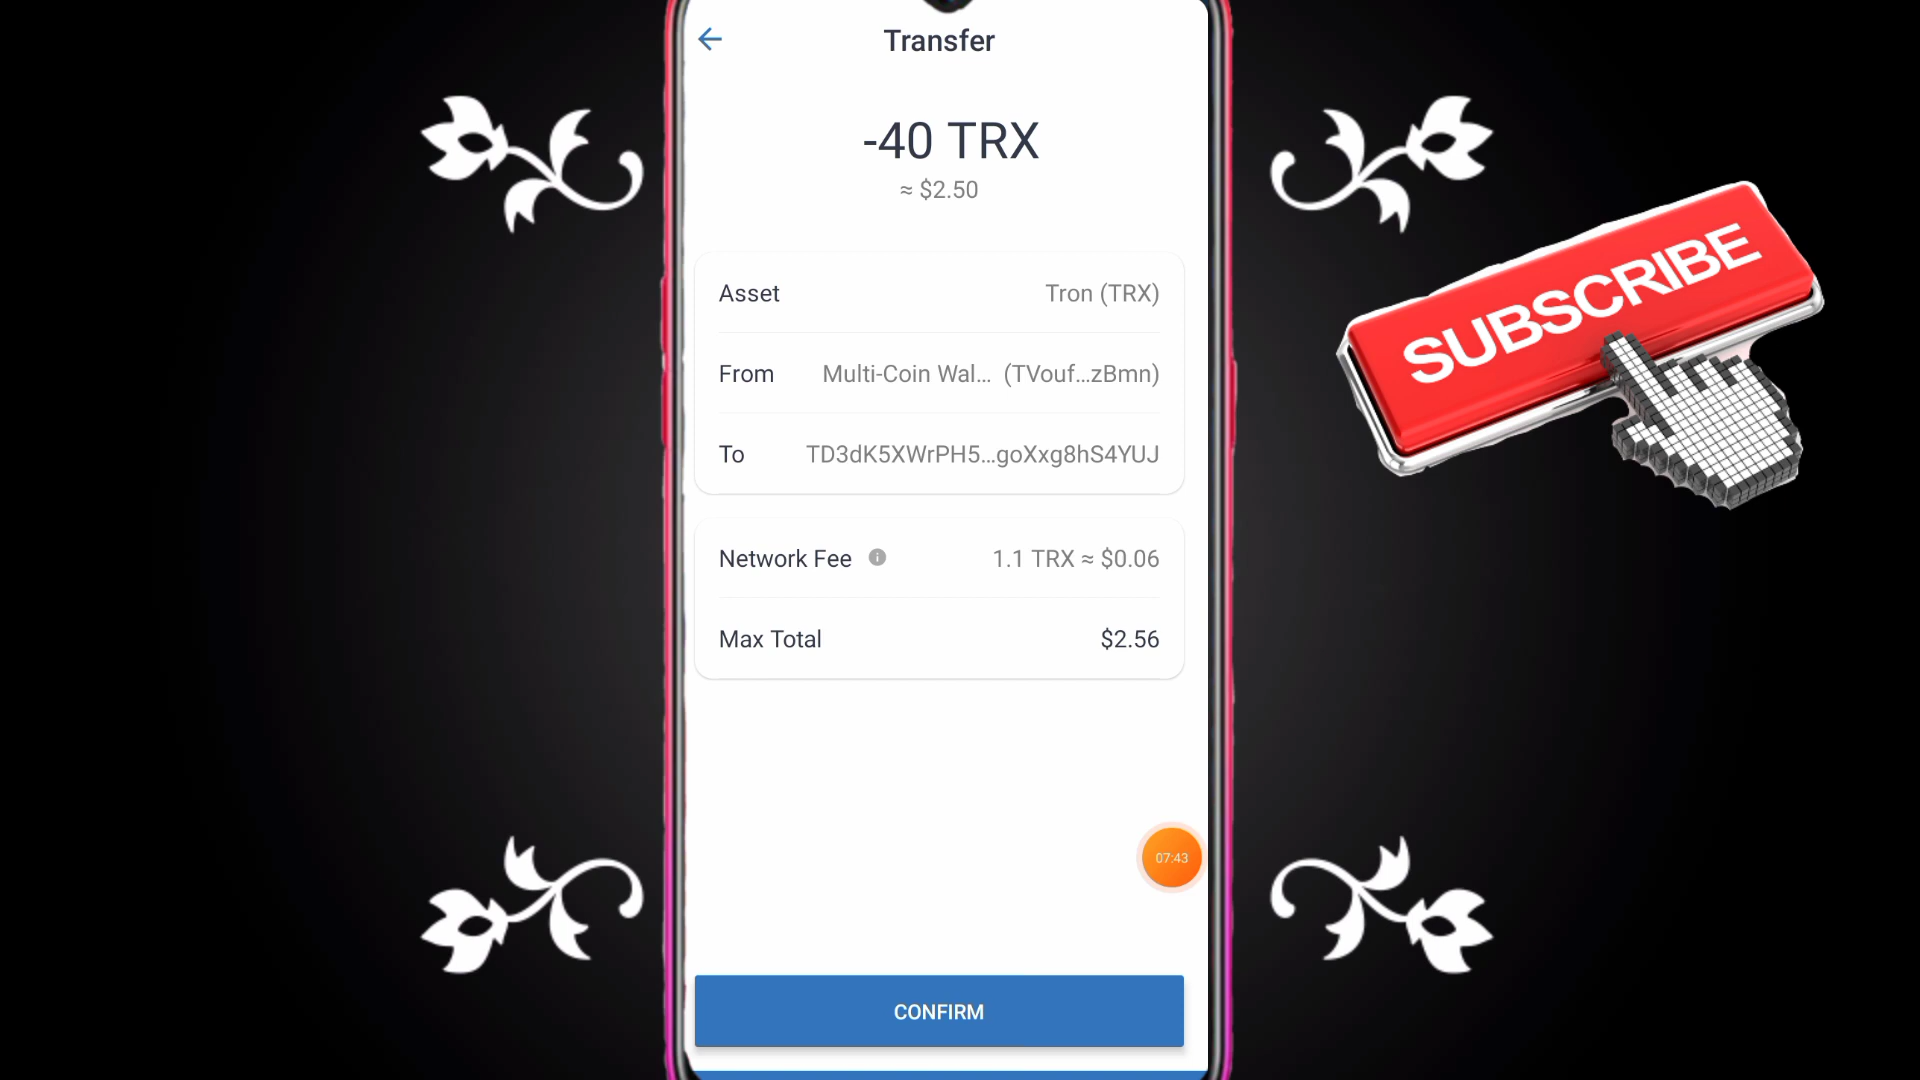 Transfer
-40 TRX
≈ $2.50
Asset Tron (TRX)
From Multi-Coin Wal... (TVouf...zBmn)
To TD3dK5XWrPH5...goXxg8hS4YUJ
Network Fee 1.1 TRX ≈ $0.06
Max Total $2.56
07:43
CONFIRM
SUBSCRIBE